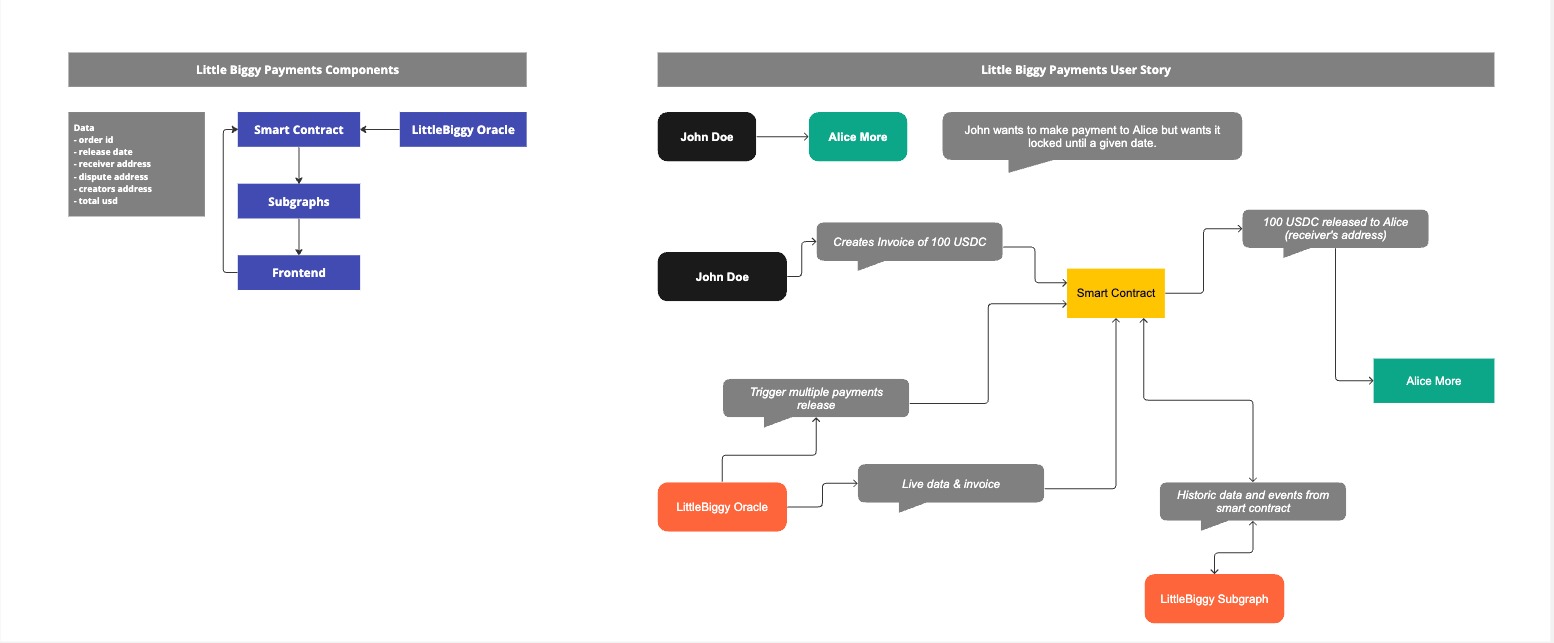 Little Biggy Payments Components
Data
- order id
- release date
- receiver address
- dispute address
- creators address
- total usd
Smart Contract
LittleBiggy Oracle
Subgraphs
Frontend
Little Biggy Payments User Story
John Doe
Alice More
John wants to make payment to Alice but wants it
locked until a given date.
John Doe
Creates Invoice of 100 USDC
Smart Contract
100 USDC released to Alice
(receiver's address)
Alice More
Trigger multiple payments
release
LittleBiggy Oracle
Live data & invoice
Historic data and events from
smart contract
LittleBiggy Subgraph